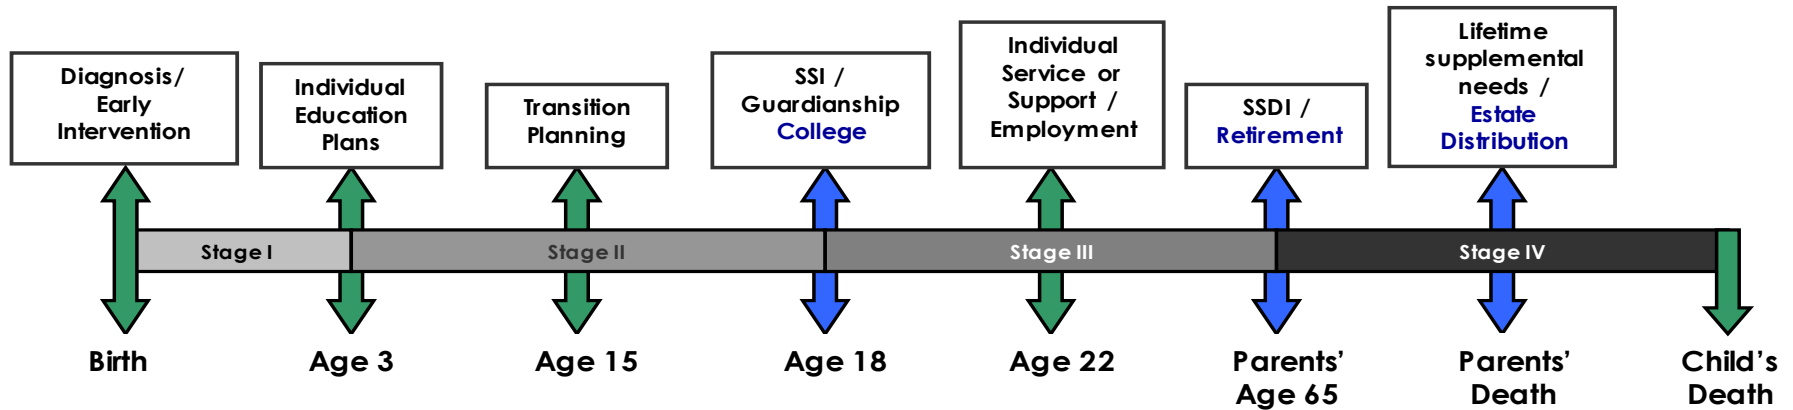 Diagnosis/
Early
Intervention
Individual
Education
Plans
Transition
Planning
SSI /
Guardianship
College
Individual
Service or
Support /
Employment
SSDI /
Retirement
Lifetime
supplemental
needs /
Estate
Distribution
Stage I
Stage II
Stage III
Stage IV
Birth
Age 3
Age 15
Age 18
Age 22
Parents’
Age 65
Parents’
Death
Child’s
Death